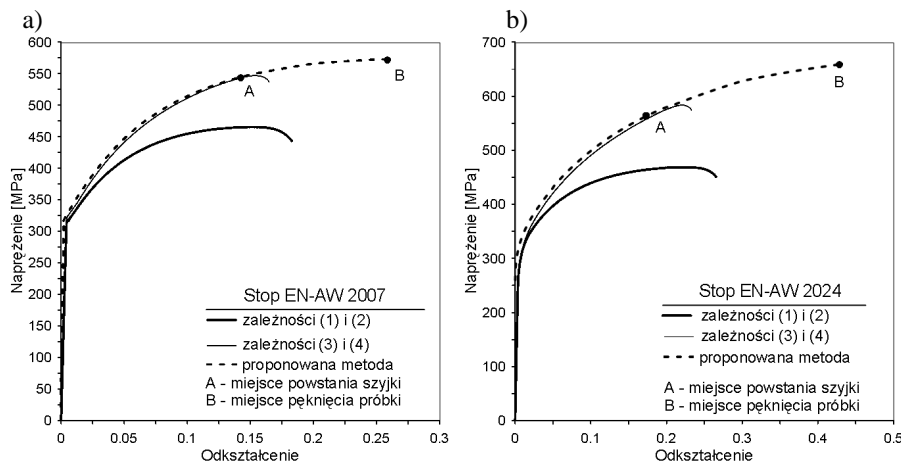 a)
600
550
500
450
400
350
300
250
200
150
100
50
0
Naprężenie [MPa]
A
B
Stop EN-AW 2007
zależności (1) i (2)
zależności (3) i (4)
proponowana metoda
A - miejsce powstania szyjki
B - miejsce pęknięcia próbki
0 0.05 0.1 0.15 0.2 0.25 0.3
Odkształcenie
b)
700
600
500
400
300
200
100
0
Naprężenie [MPa]
A
B
Stop EN-AW 2024
zależności (1) i (2)
zależności (3) i (4)
proponowana metoda
A - miejsce powstania szyjki
B - miejsce pęknięcia próbki
0 0.1 0.2 0.3 0.4 0.5
Odkształcenie